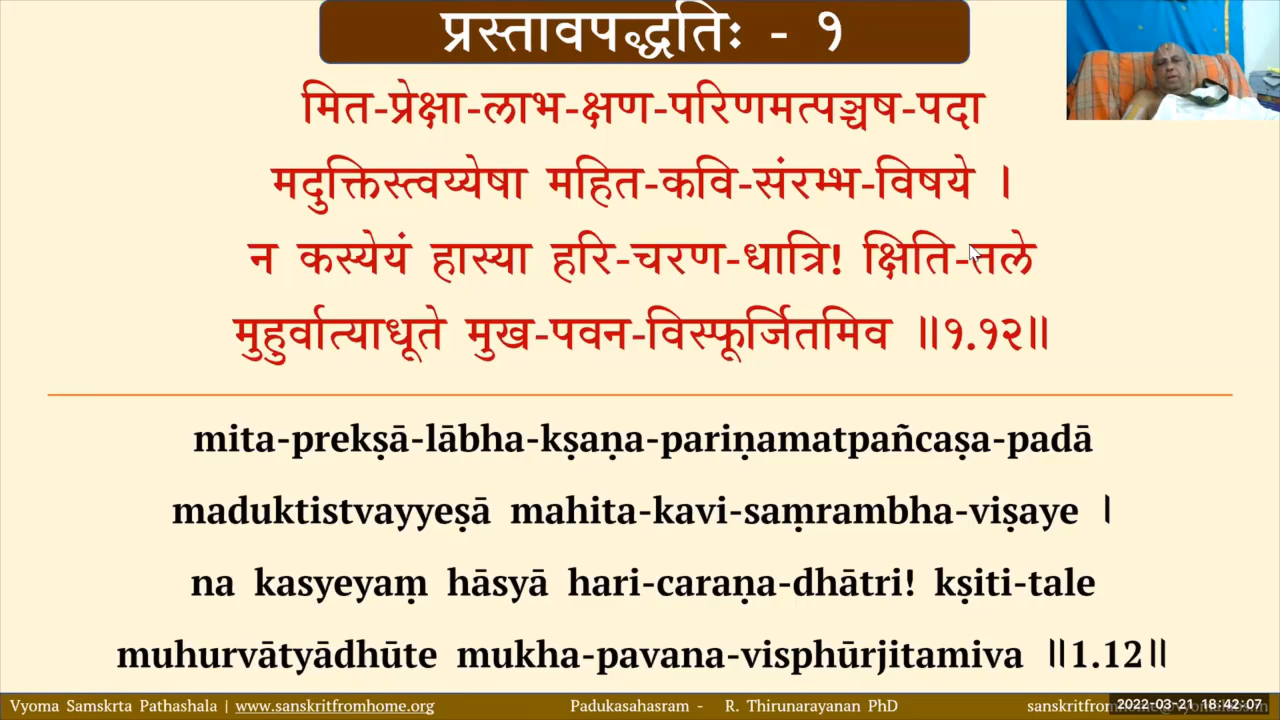 प्रस्तावपद्धतिः - १
मित-प्रेक्षा-लाभ-क्षण-परिणमत्पञ्चष-पदा
मदुक्तिस्त्वय्येषा महित-कवि-संरम्भ-विषये ।
न कस्येयं हास्या हरि-चरण-धात्रि! क्षिति-तले
मुहुर्वात्याधूते मुख-पवन-विस्फूर्जितमिव ॥१.१२॥
mita-prekṣā-lābha-kṣaṇa-pariṇamatpañcaṣa-padā
maduktistvayyeṣā mahita-kavi-saṃrambha-viṣaye ।
na kasyeyaṃ hāsyā hari-caraṇa-dhātri! kṣiti-tale
muhurvātyādhūte mukha-pavana-visphūrjitamiva ॥1.12॥
Vyoma Samskrta Pathashala | www.sanskritfromhome.org Padukasahasram - R. Thirunarayanan PhD
2022-03-21 18:42:07